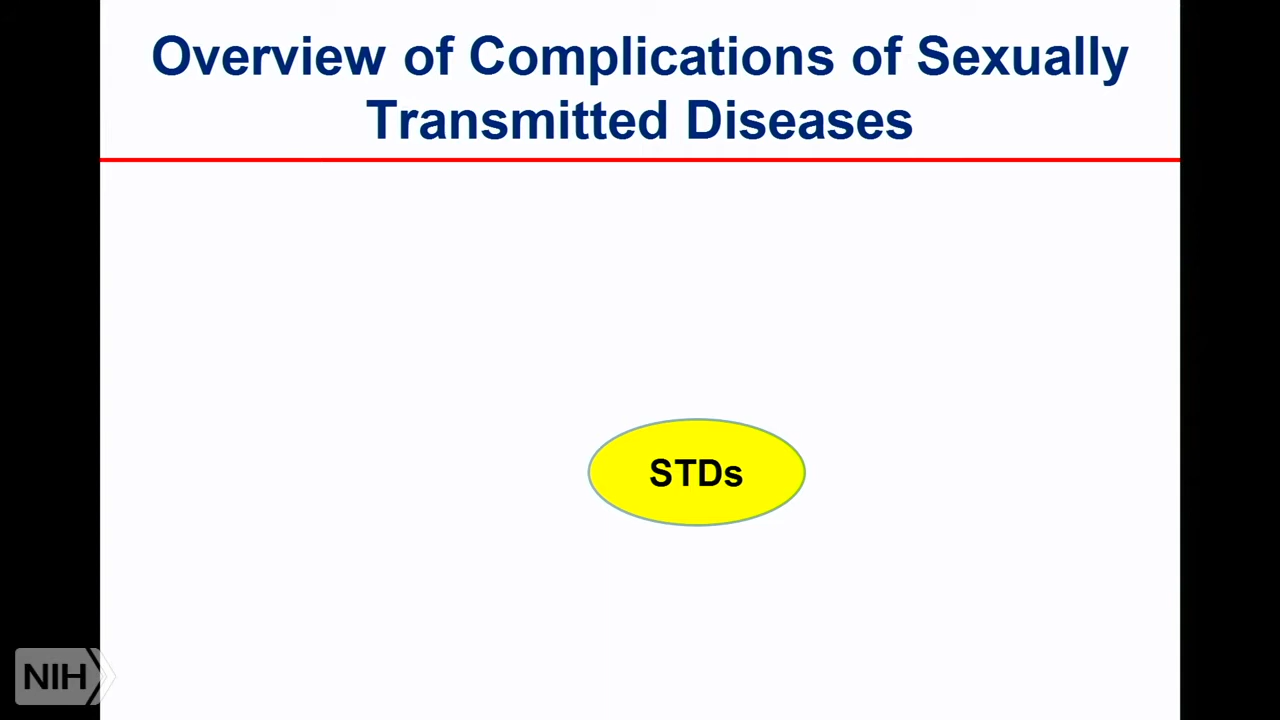 Overview of Complications of Sexually
Transmitted Diseases
STDs
NIH